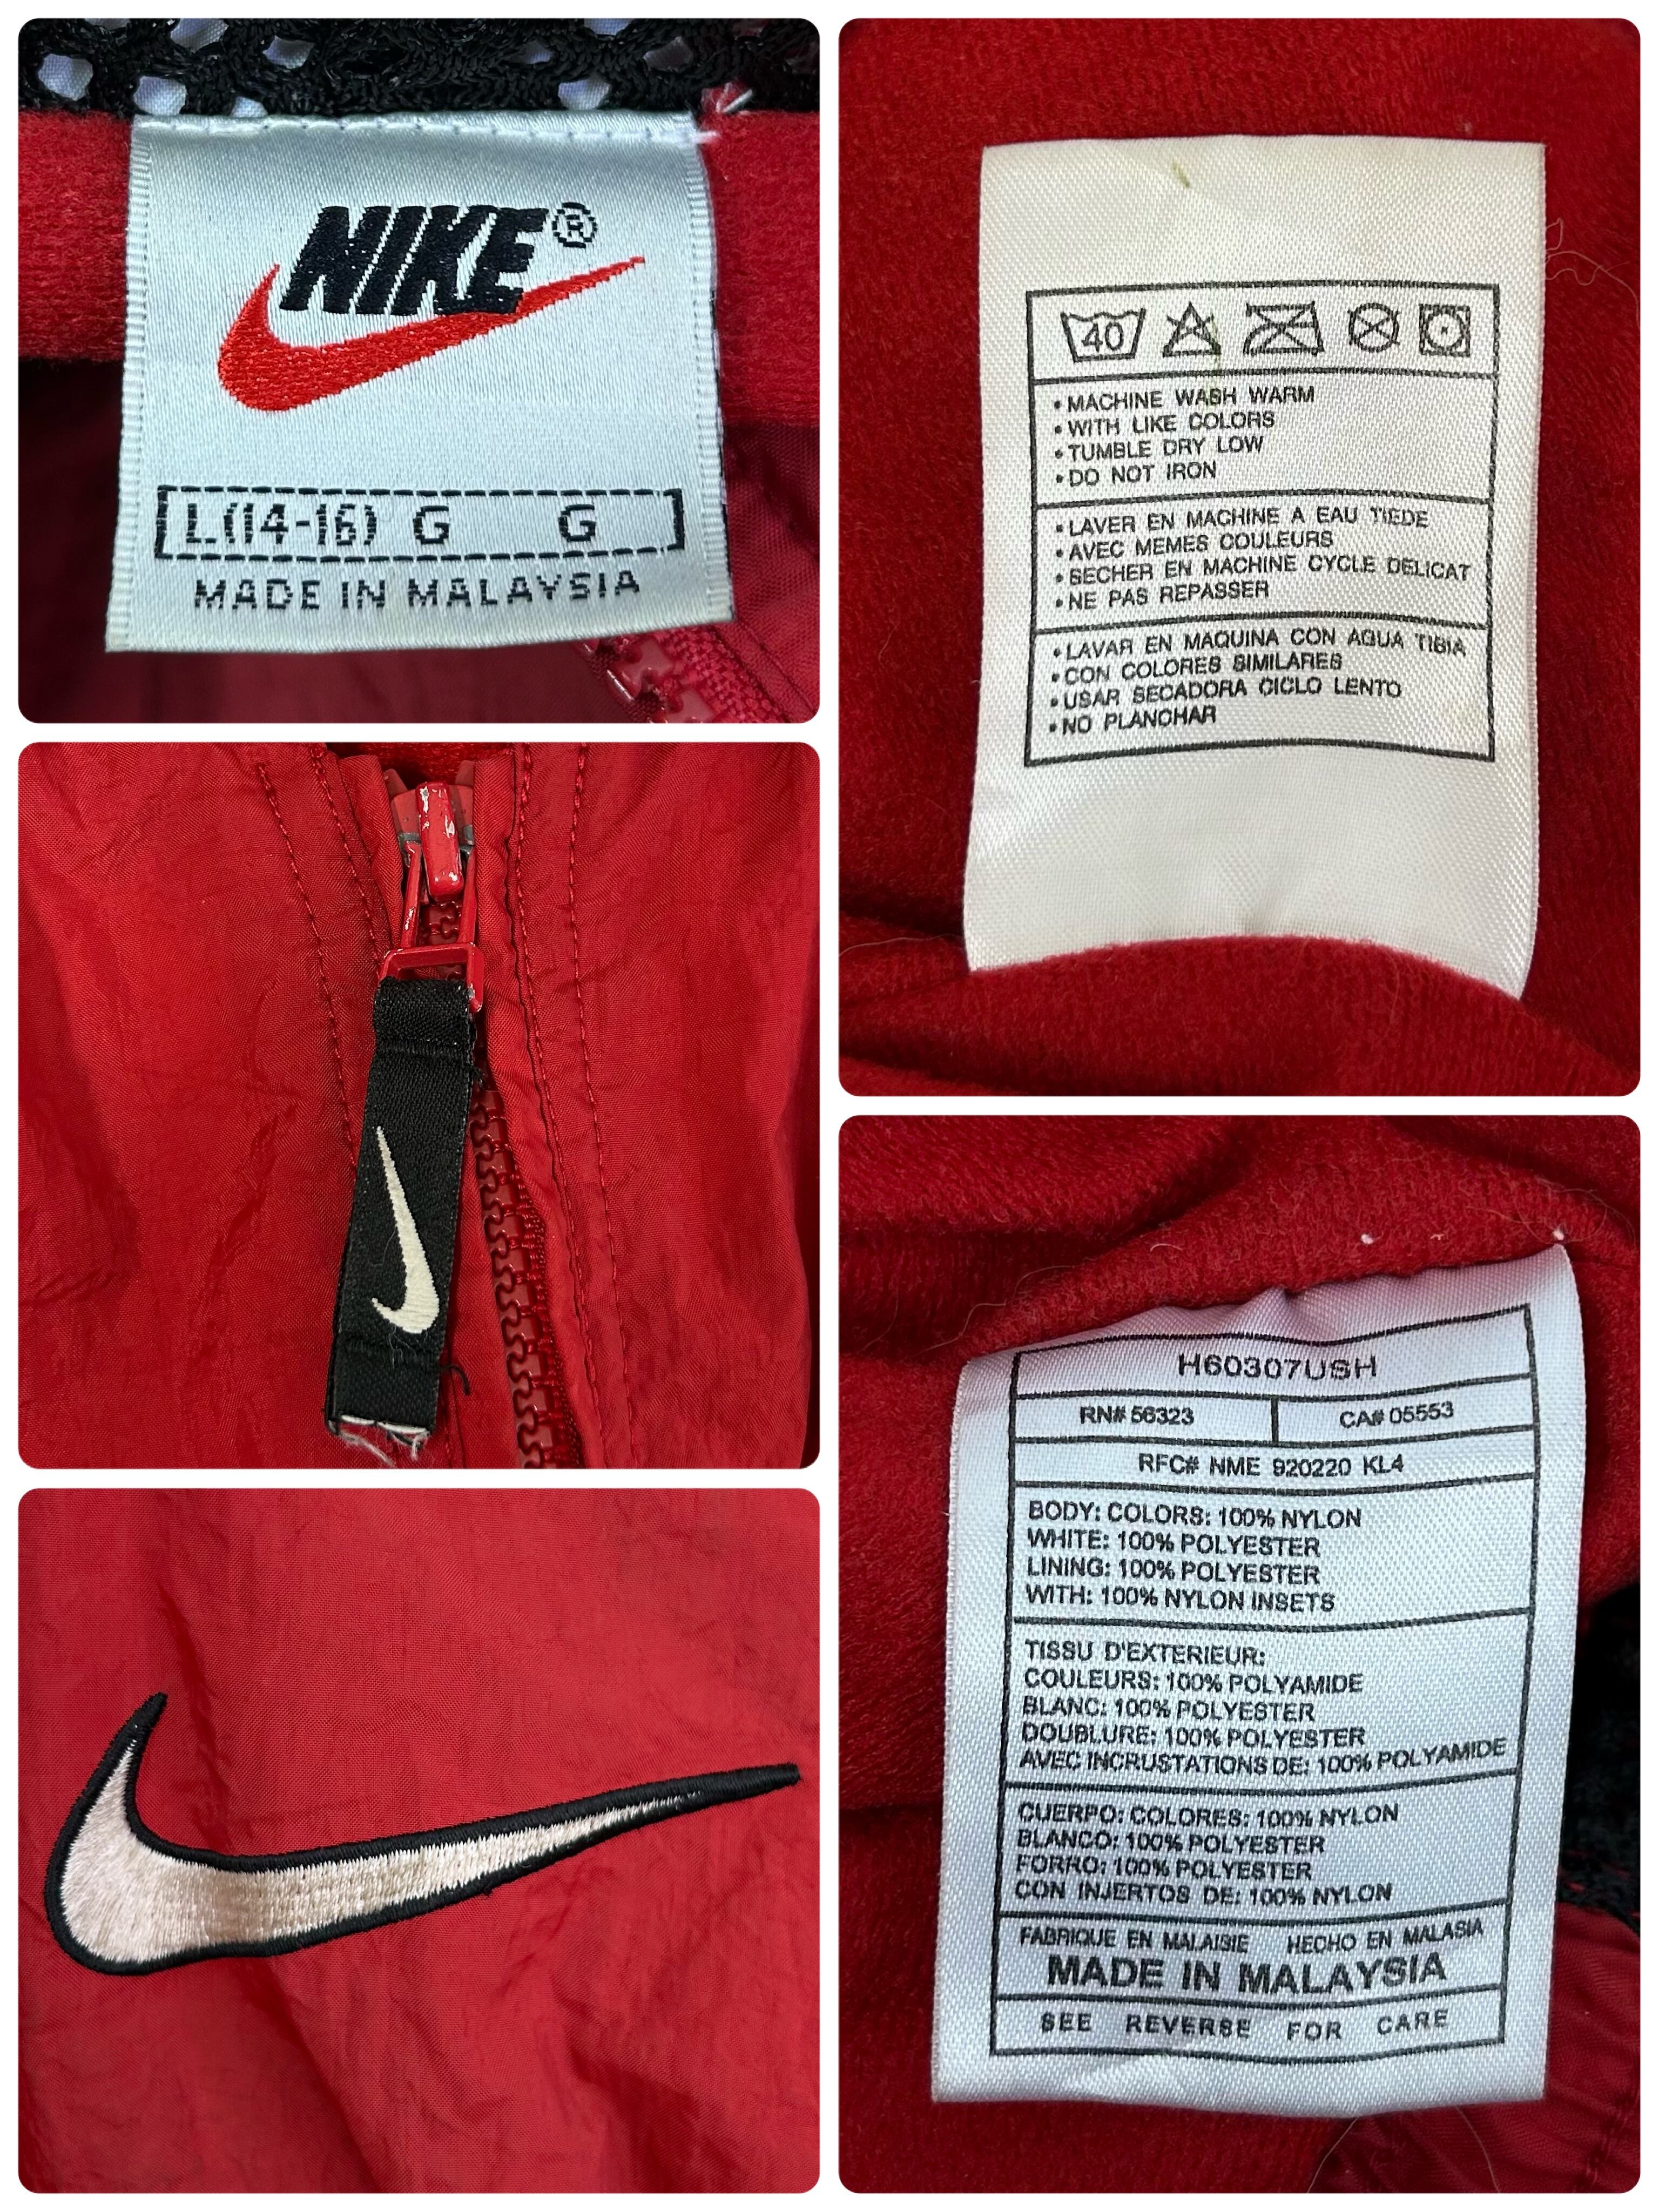 NIKE®
L(14-16) G G
MADE IN MALAYSIA
40
• MACHINE WASH WARM
• WITH LIKE COLORS
• TUMBLE DRY LOW
• DO NOT IRON
• LAVER EN MACHINE A EAU TIEDE
• AVEC MEMES COULEURS
• SECHER EN MACHINE CYCLE DELICAT
• NE PAS REPASSER
• LAVAR EN MAQUINA CON AGUA TIBIA
• CON COLORES SIMILARES
• USAR SECADORA CICLO LENTO
• NO PLANCHAR
H60307USH
RN# 56323 CA# 05553
RFC# NME 920220 KL4
BODY: COLORS: 100% NYLON
WHITE: 100% POLYESTER
LINING: 100% POLYESTER
WITH: 100% NYLON INSETS
TISSU D'EXTERIEUR:
COULEURS: 100% POLYAMIDE
BLANC: 100% POLYESTER
DOUBLURE: 100% POLYESTER
AVEC INCRUSTATIONS DE: 100% POLYAMIDE
CUERPO: COLORES: 100% NYLON
BLANCO: 100% POLYESTER
FORRO: 100% POLYESTER
CON INJERTOS DE: 100% NYLON
FABRIQUE EN MALAISIE HECHO EN MALASIA
MADE IN MALAYSIA
SEE REVERSE FOR CARE